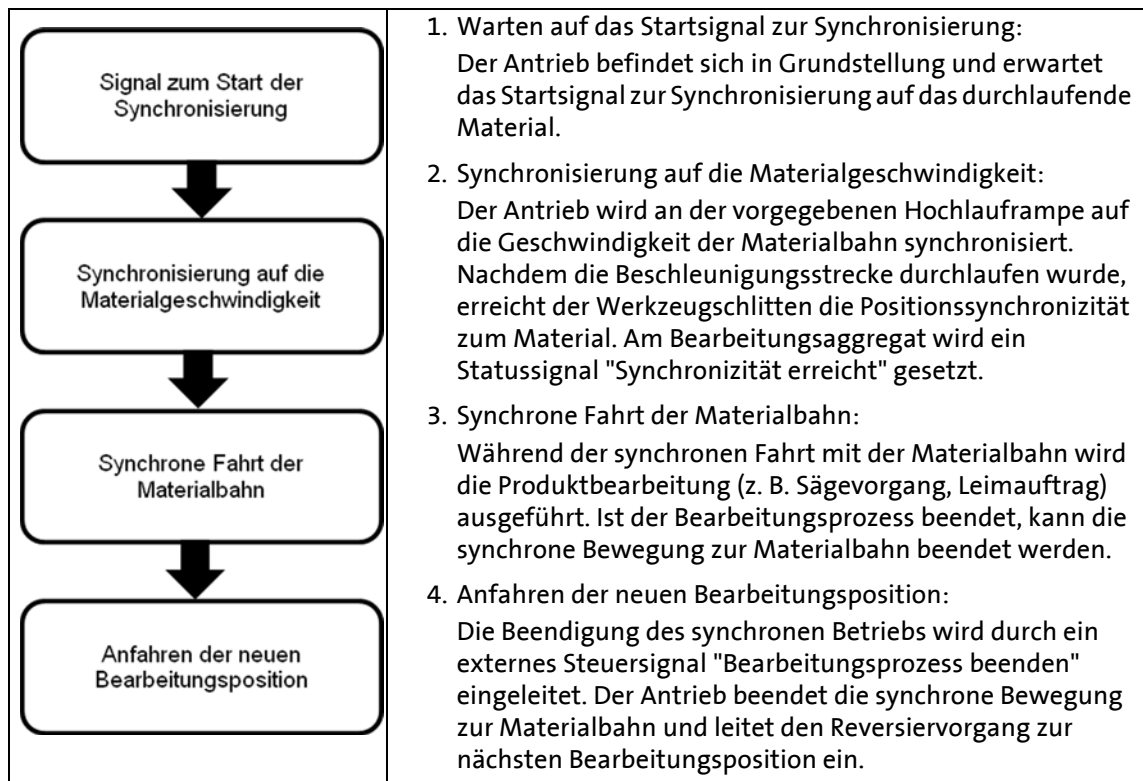 Signal zum Start der
Synchronisierung
Synchronisierung auf die
Materialgeschwindigkeit
Synchrone Fahrt der
Materialbahn
Anfahren der neuen
Bearbeitungsposition
1. Warten auf das Startsignal zur Synchronisierung:
Der Antrieb befindet sich in Grundstellung und erwartet
das Startsignal zur Synchronisierung auf das durchlaufende
Material.
2. Synchronisierung auf die Materialgeschwindigkeit:
Der Antrieb wird an der vorgegebenen Hochlauframpe auf
die Geschwindigkeit der Materialbahn synchronisiert.
Nachdem die Beschleunigungsstrecke durchlaufen wurde,
erreicht der Werkzeugschlitten die Positionssynchronizität
zum Material. Am Bearbeitungsaggregat wird ein
Statussignal "Synchronizität erreicht" gesetzt.
3. Synchrone Fahrt der Materialbahn:
Während der synchronen Fahrt mit der Materialbahn wird
die Produktbearbeitung (z. B. Sägevorgang, Leimauftrag)
ausgeführt. Ist der Bearbeitungsprozess beendet, kann die
synchrone Bewegung zur Materialbahn beendet werden.
4. Anfahren der neuen Bearbeitungsposition:
Die Beendigung des synchronen Betriebs wird durch ein
externes Steuersignal "Bearbeitungsprozess beenden"
eingeleitet. Der Antrieb beendet die synchrone Bewegung
zur Materialbahn und leitet den Reversiervorgang zur
nächsten Bearbeitungsposition ein.